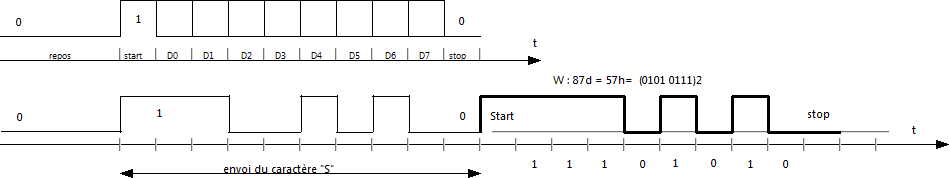 0 1 0
t
repos start D0 D1 D2 D3 D4 D5 D6 D7 stop
W : 87d = 57h= (0101 0111)2
0 1 0 Start stop
t
envoi du caractère "S" 1 1 1 0 1 0 1 0